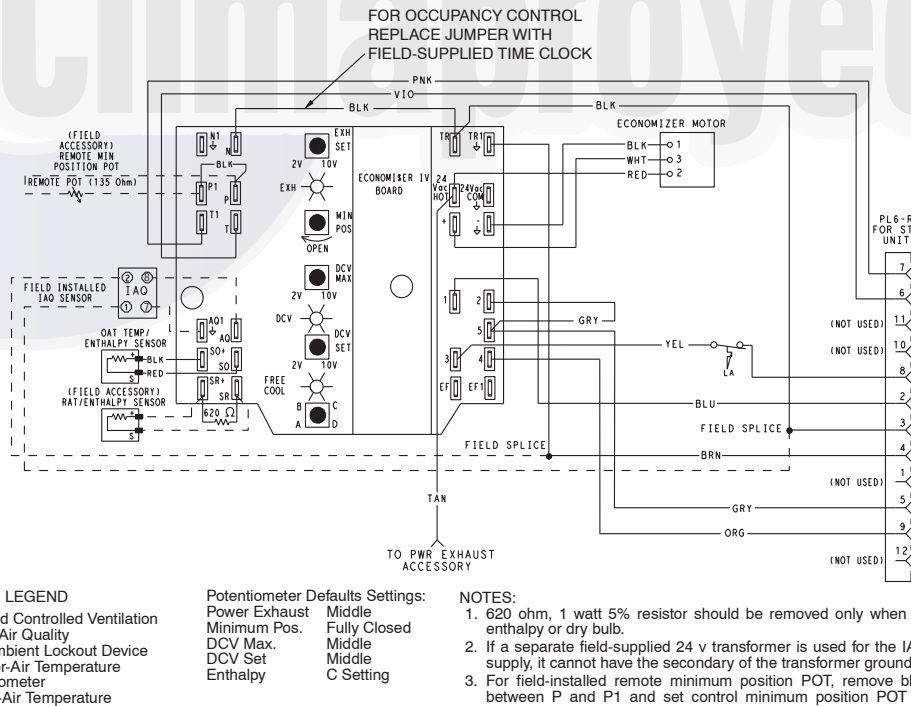 Climaproyec
FOR OCCUPANCY CONTROL
REPLACE JUMPER WITH
FIELD-SUPPLIED TIME CLOCK
PNK
VIO
BLK
BLK
(FIELD
ACCESSORY)
REMOTE MIN
POSITION POT
REMOTE POT (135 Ohm)
N1
N
BLK
P1
P
T1
T
EXH
SET
2V 10V
EXH
MIN
POS
OPEN
DCV
MAX
2V 10V
DCV
DCV
SET
2V 10V
FREE
COOL
B C
A D
ECONOMI$ER IV
BOARD
TR TR1
24
Vac
HOT
24Vac
COM
+ -
1 2
5
3 4
EF EF1
ECONOMIZER MOTOR
BLK 1
WHT 3
RED 2
FIELD INSTALLED
IAQ SENSOR
2 8
IAQ
1 7
OAT TEMP/
ENTHALPY SENSOR
+
S
BLK
RED
(FIELD ACCESSORY)
RAT/ENTHALPY SENSOR
+
S
AQ1
AQ
SO+
SO
SR+
SR
620 Ω
GRY
YEL
LA
BLU
FIELD SPLICE
FIELD SPLICE
BRN
GRY
ORG
TAN
TO PWR EXHAUST
ACCESSORY
PL6-R
FOR ST
UNIT
7
6
(NOT USED) 11
(NOT USED) 10
8
2
3
4
(NOT USED) 1
5
9
(NOT USED) 12
LEGEND
d Controlled Ventilation
Air Quality
mbient Lockout Device
or-Air Temperature
ometer
-Air Temperature
Potentiometer Defaults Settings:
Power Exhaust Middle
Minimum Pos. Fully Closed
DCV Max. Middle
DCV Set Middle
Enthalpy C Setting
NOTES:
1. 620 ohm, 1 watt 5% resistor should be removed only when
enthalpy or dry bulb.
2. If a separate field-supplied 24 v transformer is used for the IA
supply, it cannot have the secondary of the transformer ground
3. For field-installed remote minimum position POT, remove bl
between P and P1 and set control minimum position POT